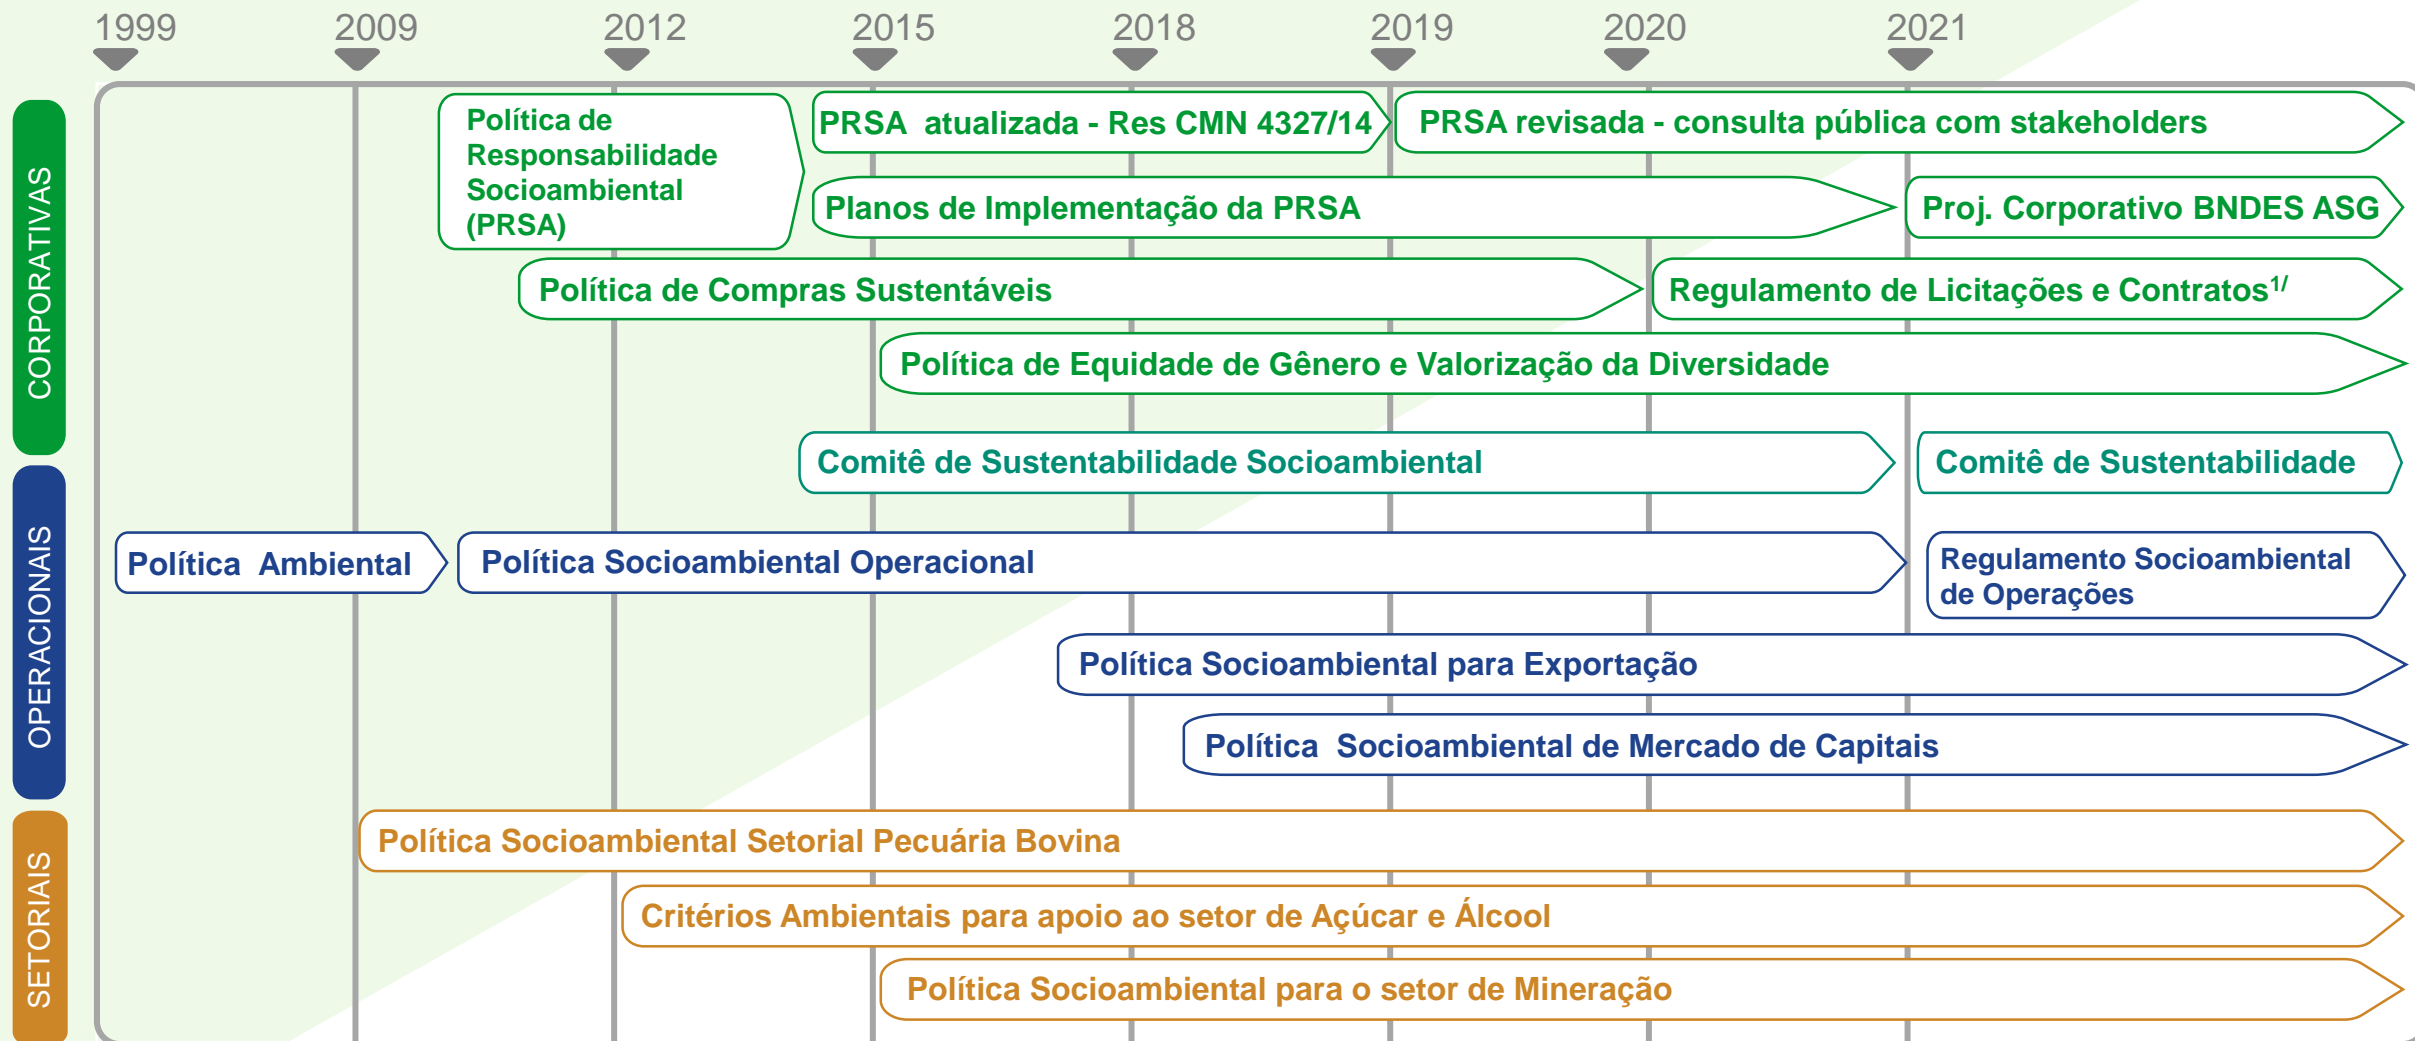 1999 2009 2012 2015 2018 2019 2020 2021
CORPORATIVAS
Política de
Responsabilidade
Socioambiental
(PRSA)
PRSA atualizada - Res CMN 4327/14
PRSA revisada - consulta pública com stakeholders
Planos de Implementação da PRSA
Proj. Corporativo BNDES ASG
Política de Compras Sustentáveis
Regulamento de Licitações e Contratos1/
Política de Equidade de Gênero e Valorização da Diversidade
Comitê de Sustentabilidade Socioambiental
Comitê de Sustentabilidade
OPERACIONAIS
Política Ambiental
Política Socioambiental Operacional
Regulamento Socioambiental
de Operações
Política Socioambiental para Exportação
Política Socioambiental de Mercado de Capitais
SETORIAIS
Política Socioambiental Setorial Pecuária Bovina
Critérios Ambientais para apoio ao setor de Açúcar e Álcool
Política Socioambiental para o setor de Mineração